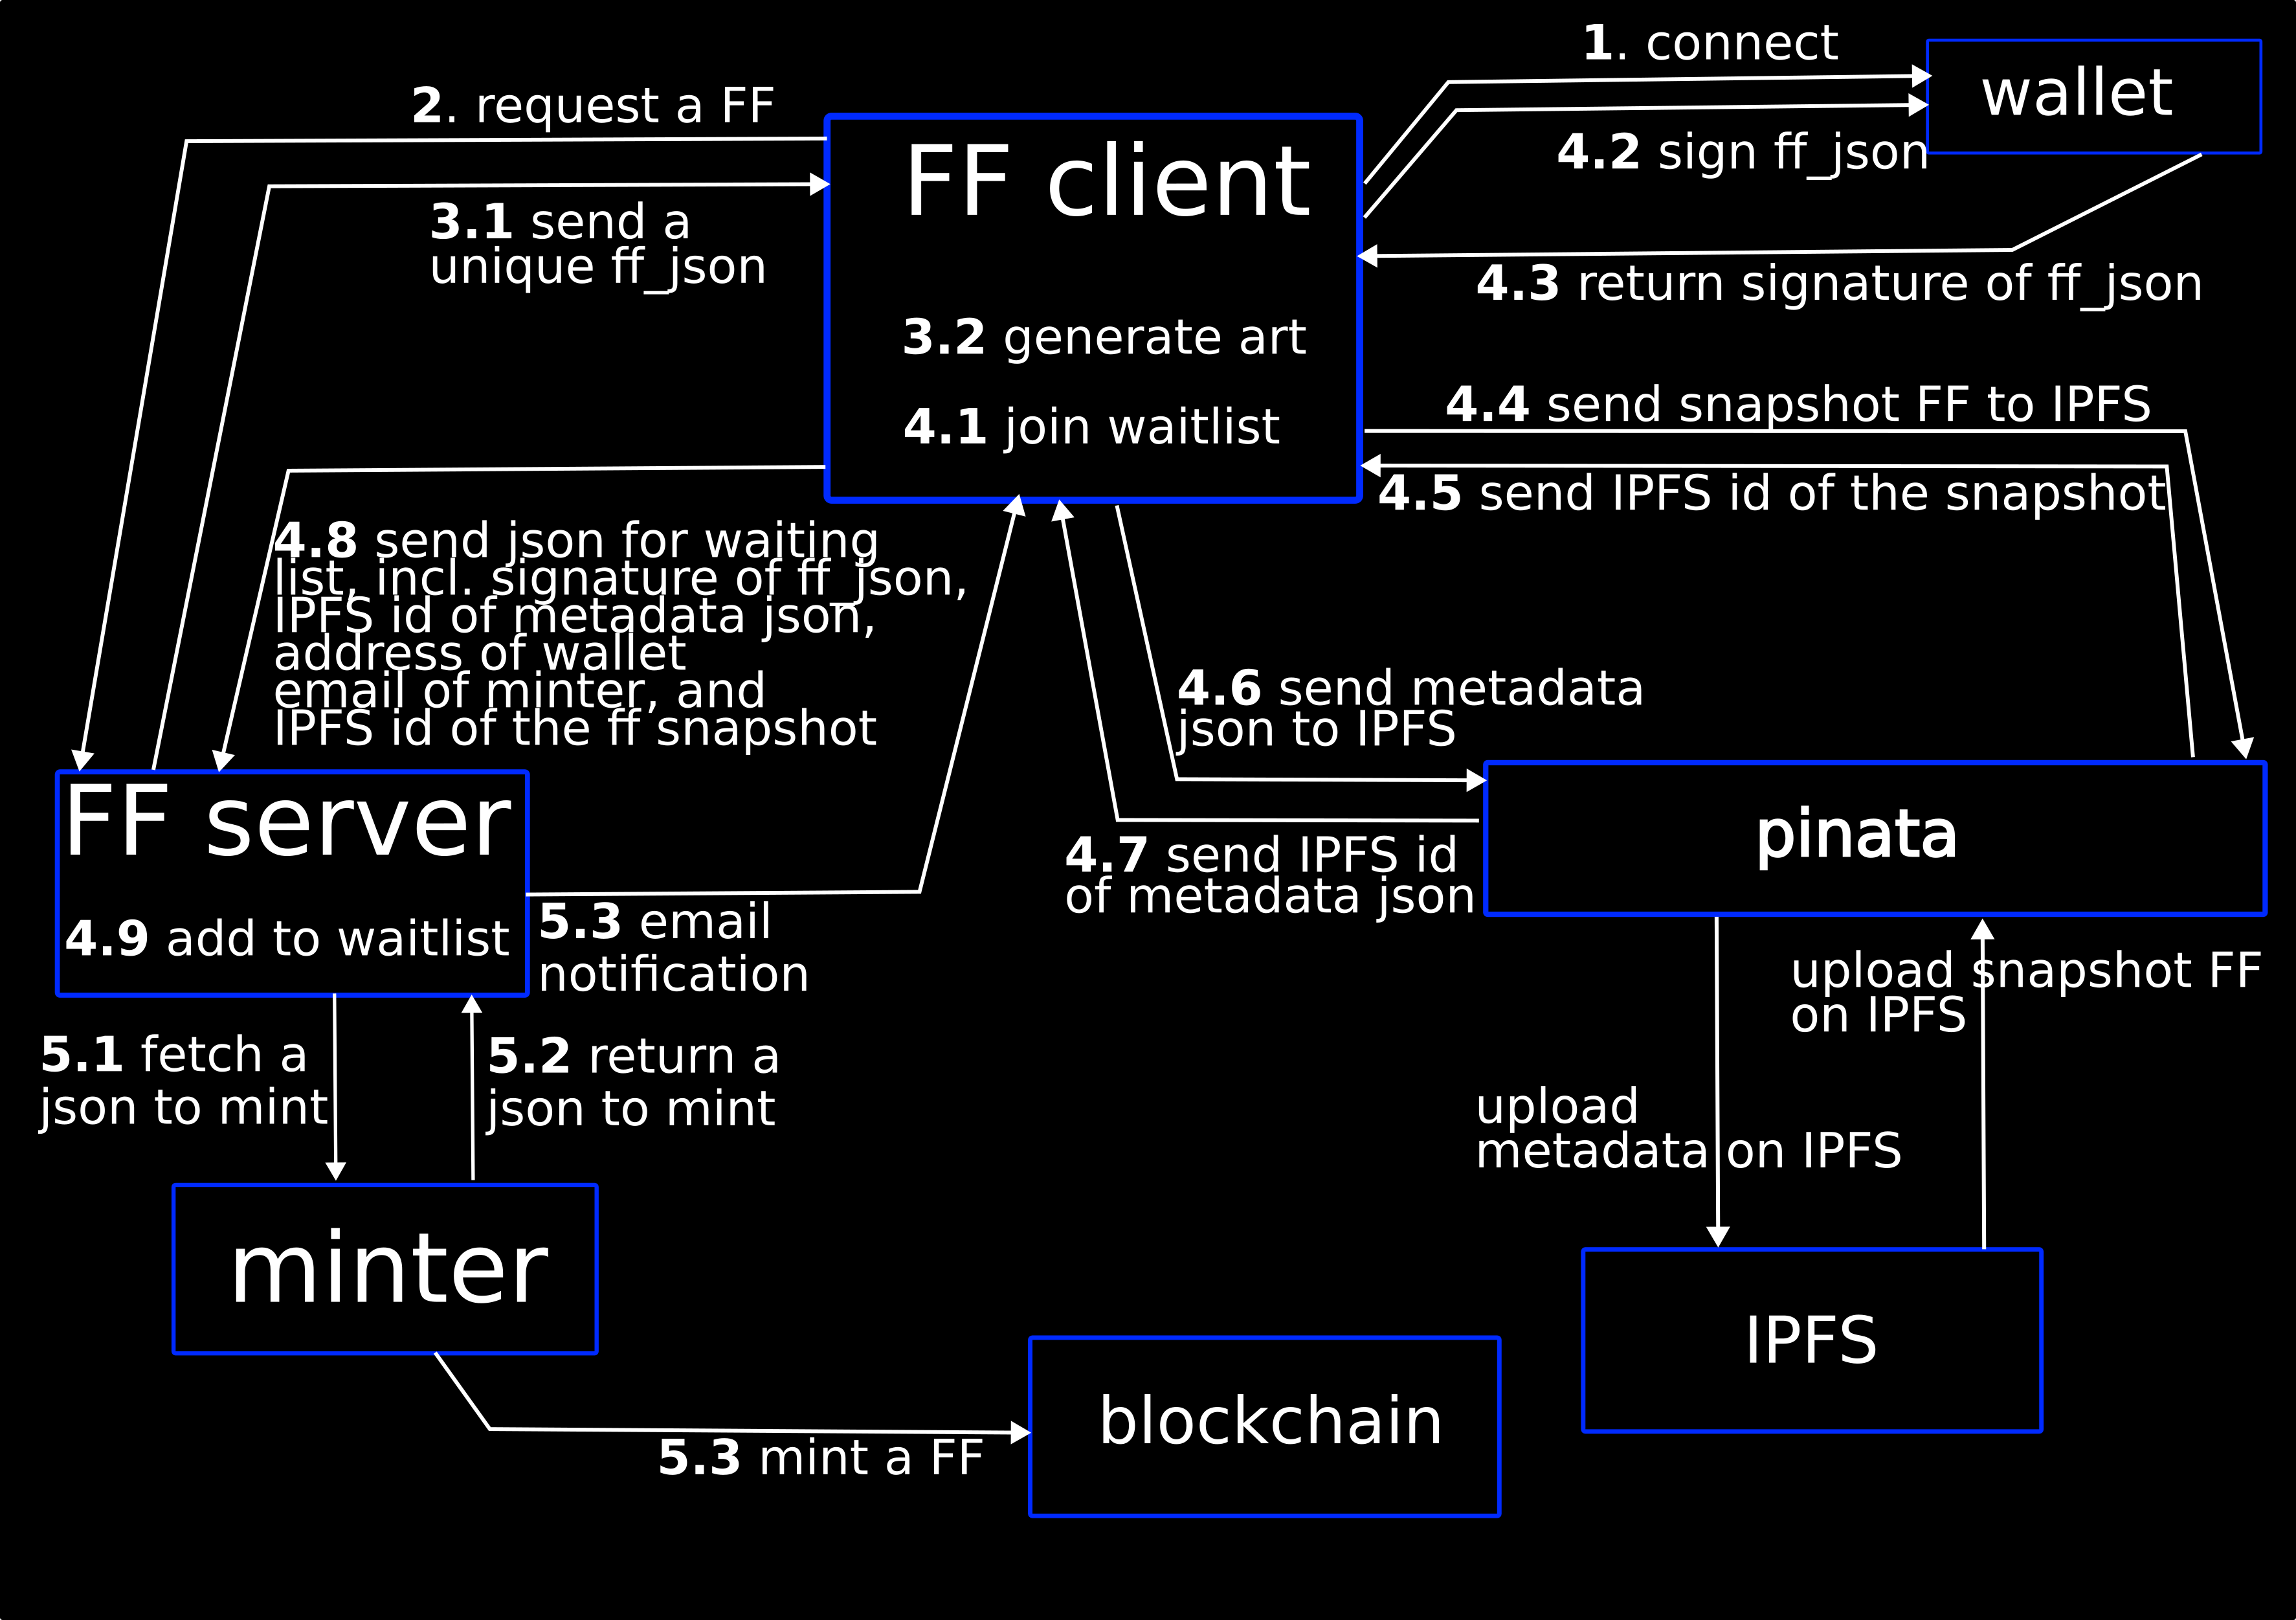 1. connect
wallet
2. request a FF
FF client
4.2 sign ff_json
3.1 send a
unique ff_json
4.3 return signature of ff_json
3.2 generate art
4.1 join waitlist
4.4 send snapshot FF to IPFS
4.5 send IPFS id of the snapshot
4.8 send json for waiting
list, incl. signature of ff_json,
IPFS id of metadata json,
address of wallet
email of minter, and
IPFS id of the ff snapshot
4.6 send metadata
json to IPFS
FF server
4.9 add to waitlist
pinata
4.7 send IPFS id
of metadata json
5.3 email
notification
upload snapshot FF
on IPFS
5.1 fetch a
json to mint
5.2 return a
json to mint
upload
metadata on IPFS
minter
IPFS
blockchain
5.3 mint a FF